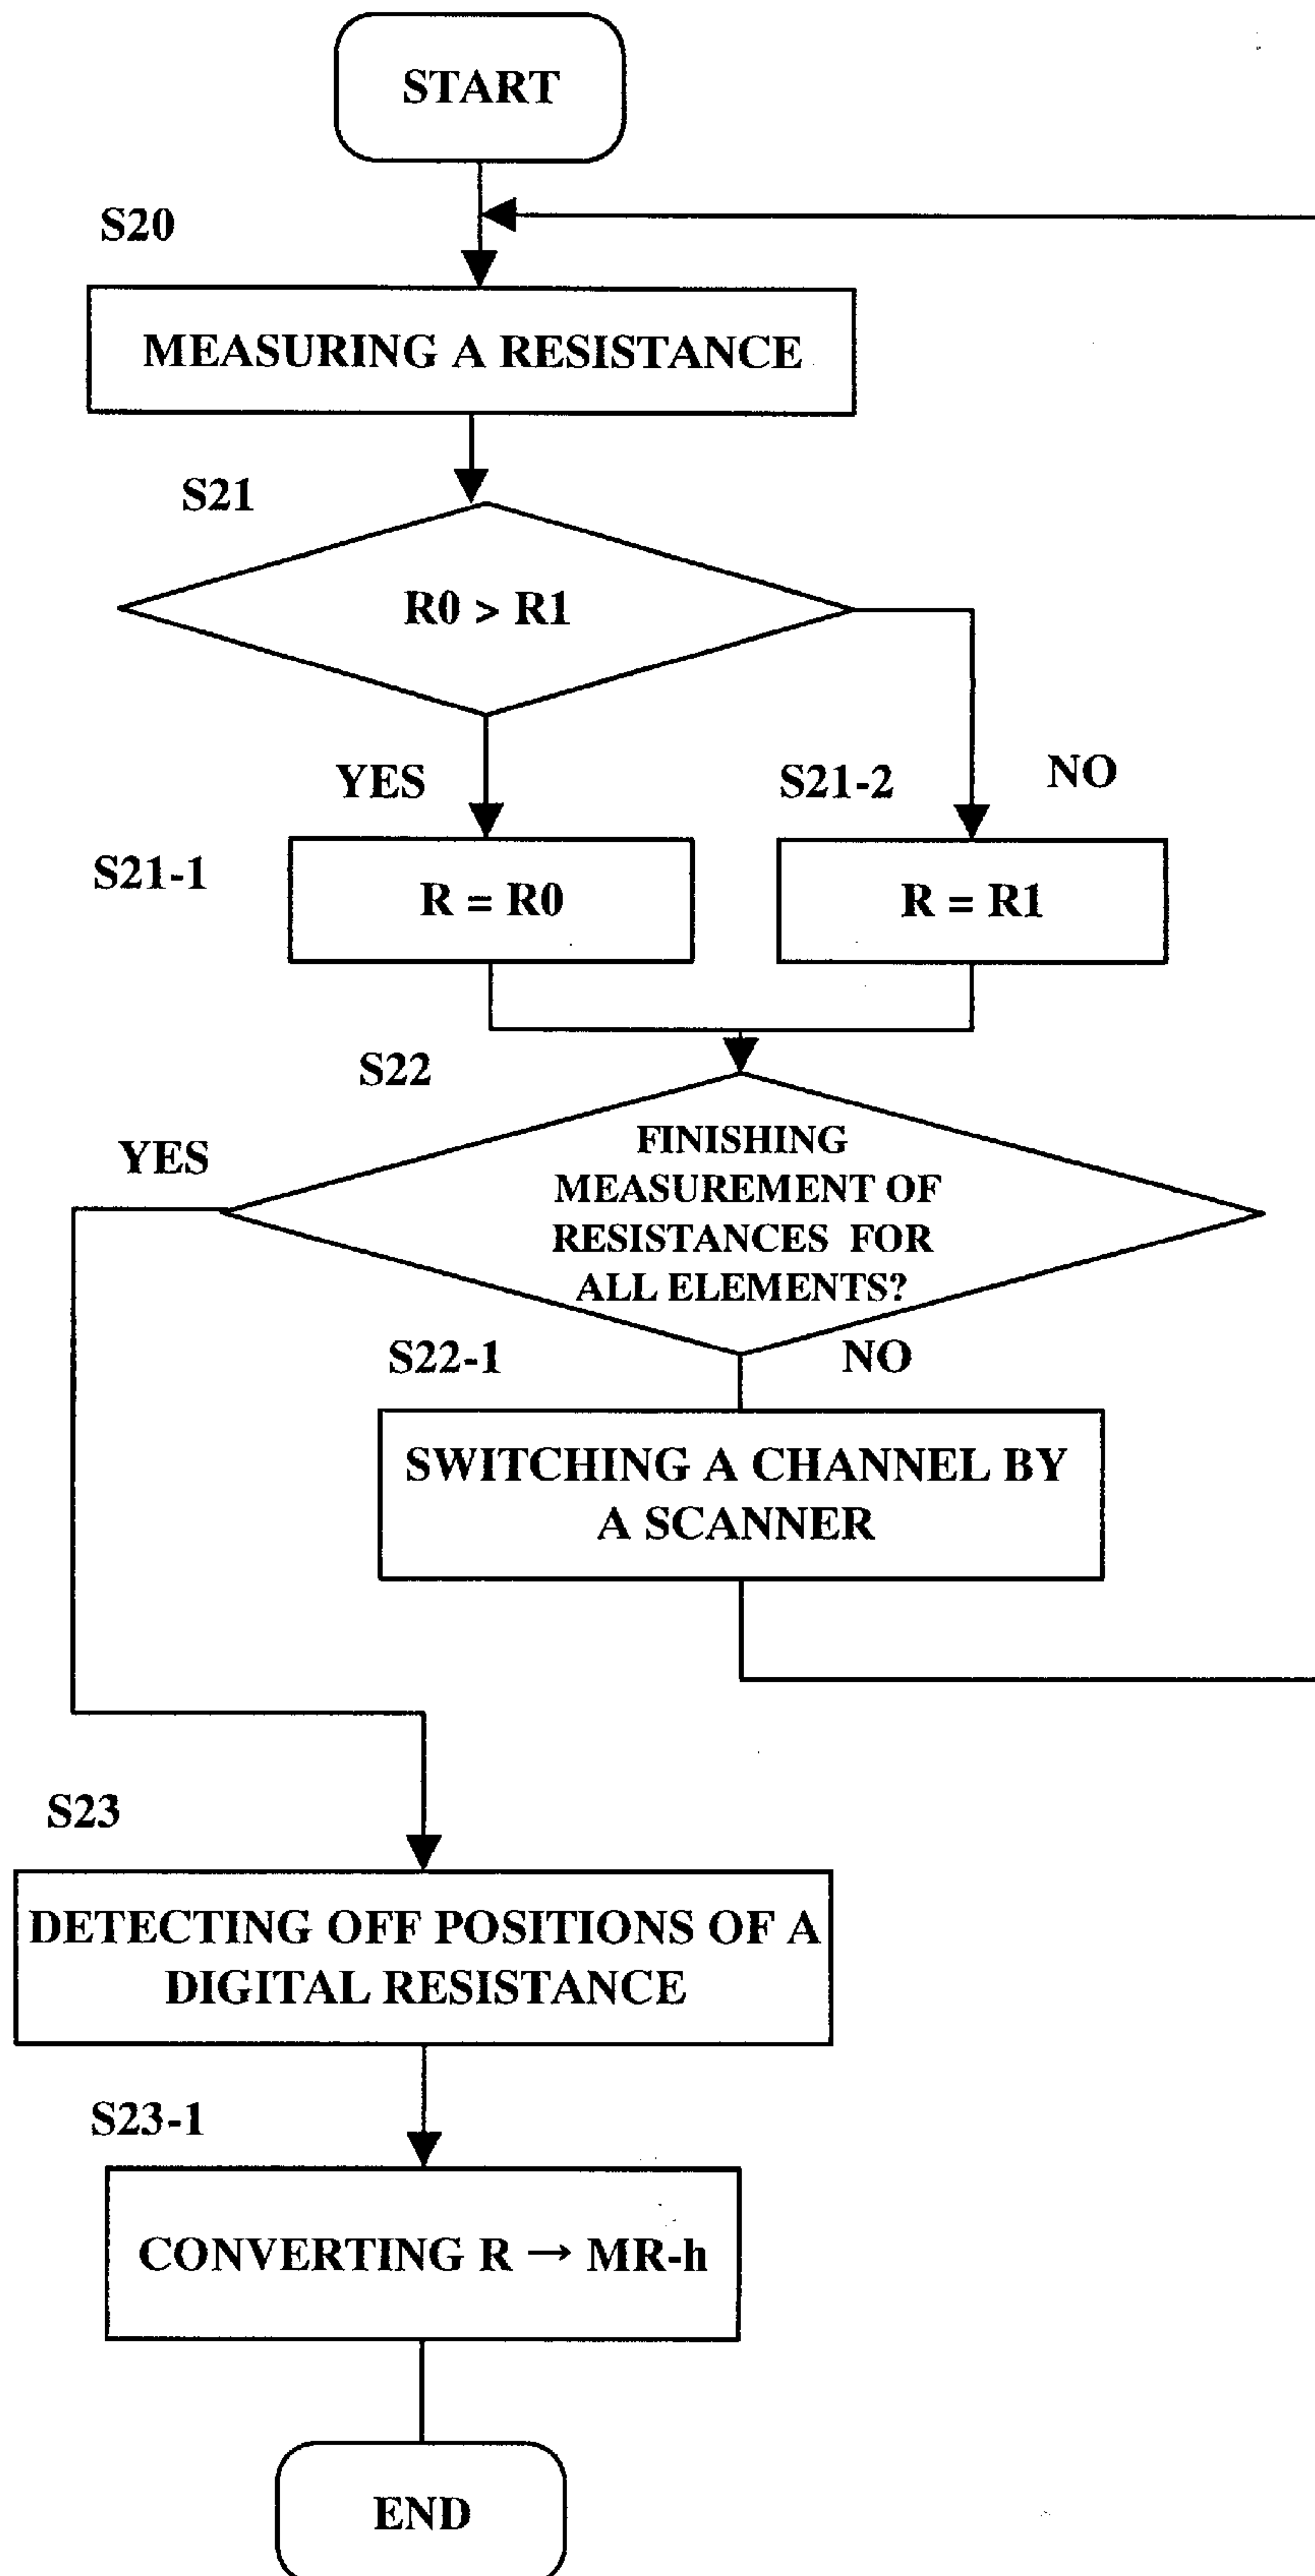 START
S20
MEASURING A RESISTANCE
S21
R0 > R1
YES
S21-2
NO
S21-1
R = R0
R = R1
S22
YES
FINISHING
MEASUREMENT OF
RESISTANCES FOR
ALL ELEMENTS?
S22-1
NO
SWITCHING A CHANNEL BY
A SCANNER
S23
DETECTING OFF POSITIONS OF A
DIGITAL RESISTANCE
S23-1
CONVERTING R → MR-h
END